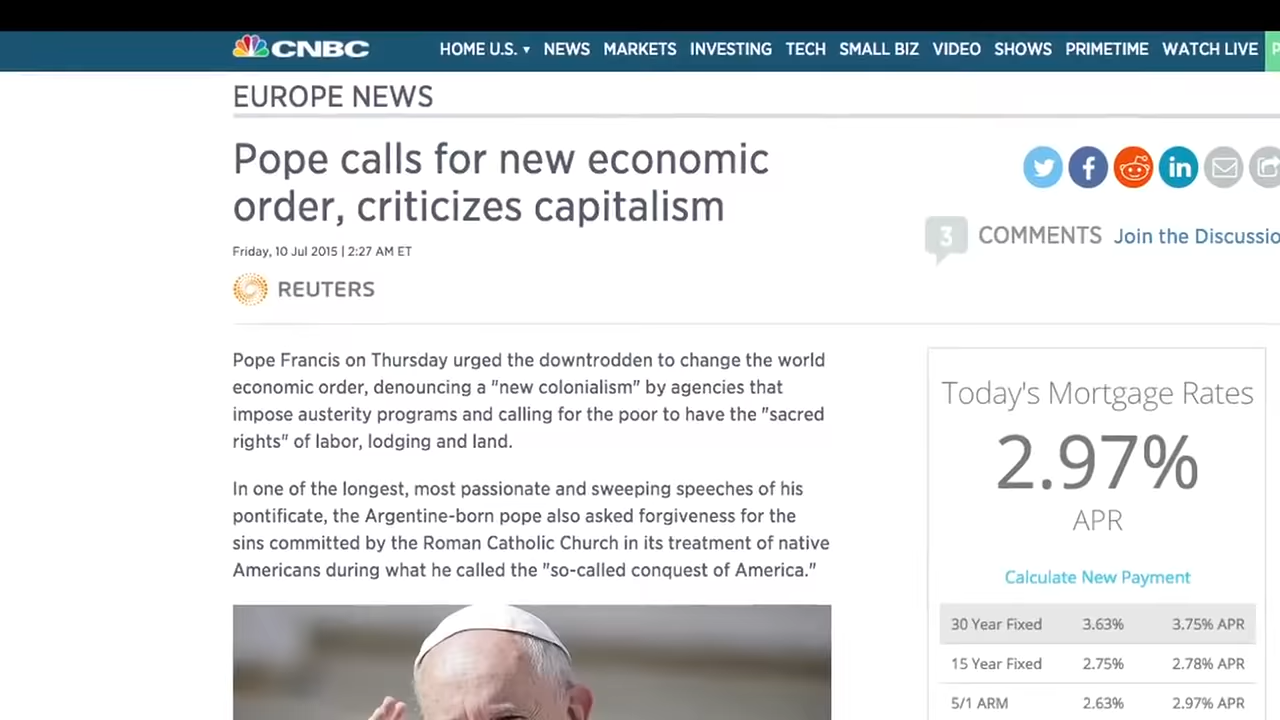 CNBC
HOME U.S. ▾ NEWS MARKETS INVESTING TECH SMALL BIZ VIDEO SHOWS PRIMETIME WATCH LIVE
EUROPE NEWS
Pope calls for new economic
order, criticizes capitalism
Friday, 10 Jul 2015 | 2:27 AM ET
REUTERS
3 COMMENTS Join the Discussio
Pope Francis on Thursday urged the downtrodden to change the world
economic order, denouncing a "new colonialism" by agencies that
impose austerity programs and calling for the poor to have the "sacred
rights" of labor, lodging and land.
In one of the longest, most passionate and sweeping speeches of his
pontificate, the Argentine-born pope also asked forgiveness for the
sins committed by the Roman Catholic Church in its treatment of native
Americans during what he called the "so-called conquest of America."
Today's Mortgage Rates
2.97%
APR
Calculate New Payment
30 Year Fixed 3.63% 3.75% APR
15 Year Fixed 2.75% 2.78% APR
5/1 ARM 2.63% 2.97% APR